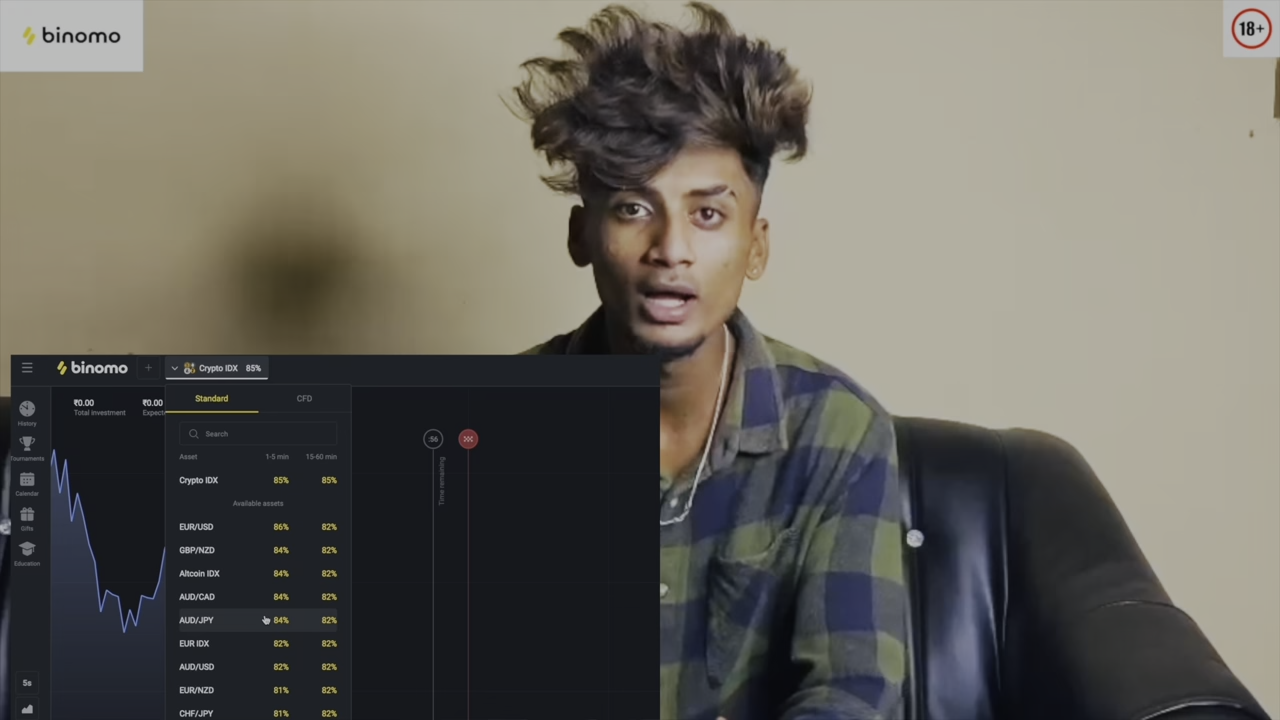 binomo
18+
binomo
+
Crypto IDX 85%
₹0.00
Total investment
₹0.00
Expect
History
Tournaments
Calendar
Gifts
Education
5s
Standard CFD
Search
Asset 1-5 min 15-60 min
Crypto IDX 85% 85%
Available assets
EUR/USD 86% 82%
GBP/NZD 84% 82%
Altcoin IDX 84% 82%
AUD/CAD 84% 82%
AUD/JPY 84% 82%
EUR IDX 82% 82%
AUD/USD 82% 82%
EUR/NZD 81% 82%
CHF/JPY 81% 82%
:56
Time remaining